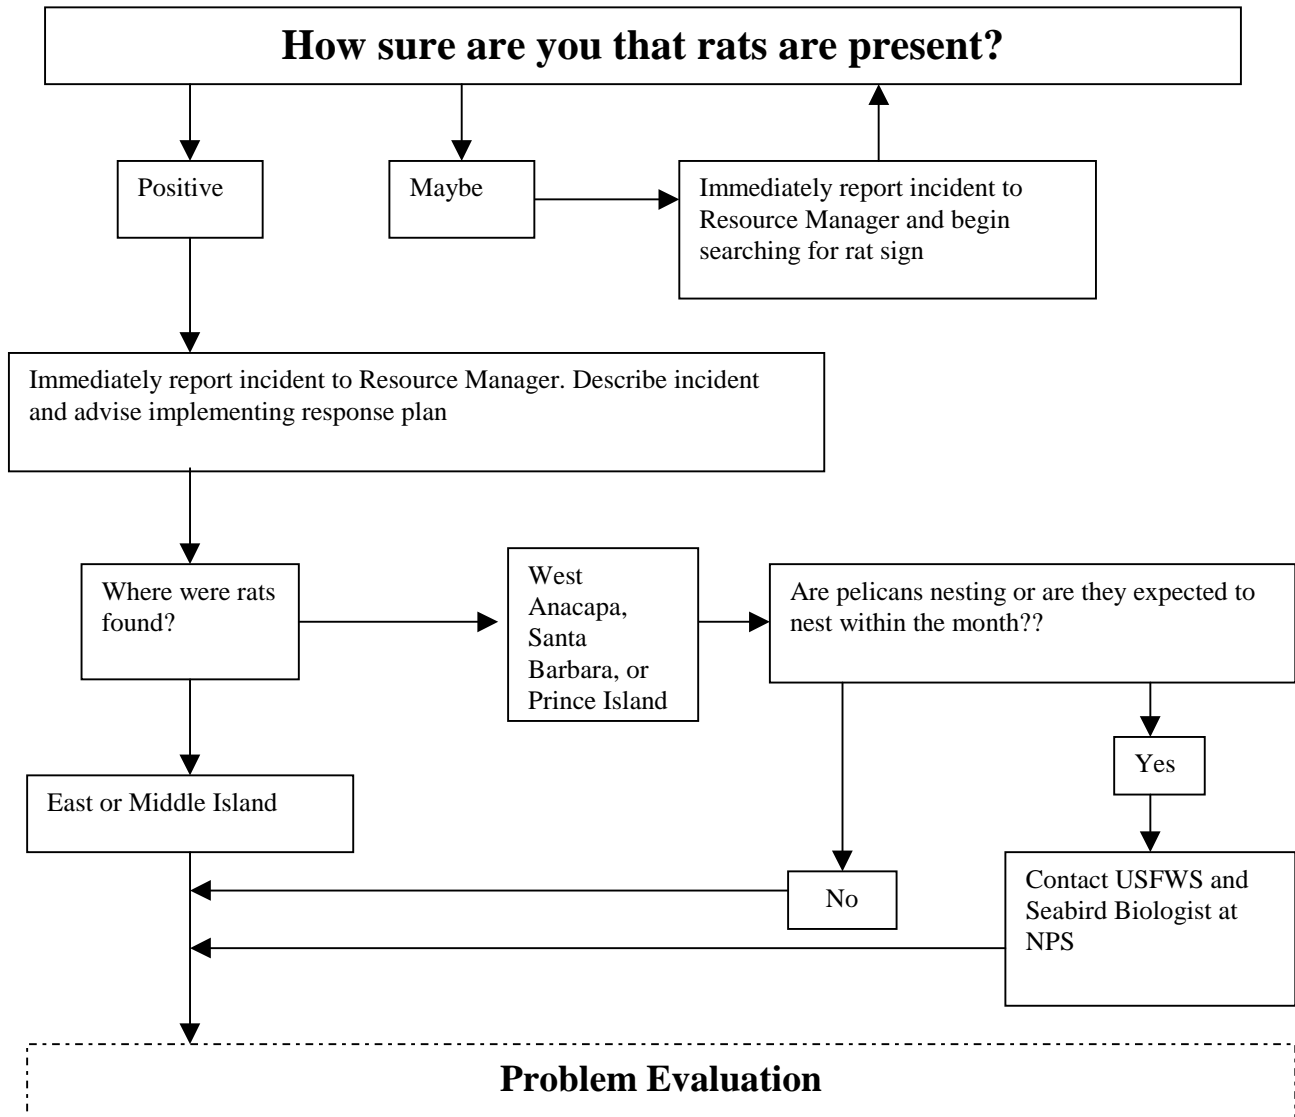 How sure are you that rats are present?
Positive
Maybe
Immediately report incident to
Resource Manager and begin
searching for rat sign
Immediately report incident to Resource Manager. Describe incident
and advise implementing response plan
Where were rats
found?
West
Anacapa,
Santa
Barbara, or
Prince Island
Are pelicans nesting or are they expected to
nest within the month??
Yes
East or Middle Island
No
Contact USFWS and
Seabird Biologist at
NPS
Problem Evaluation